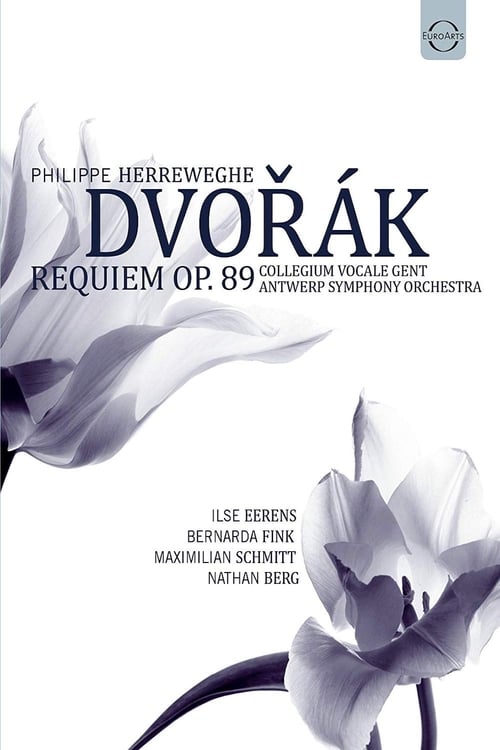 EUROARTS
PHILIPPE HERREWEGHE
DVOŘÁK
REQUIEM OP. 89
COLLEGIUM VOCALE GENT
ANTWERP SYMPHONY ORCHESTRA
ILSE EERENS
BERNARDA FINK
MAXIMILIAN SCHMITT
NATHAN BERG